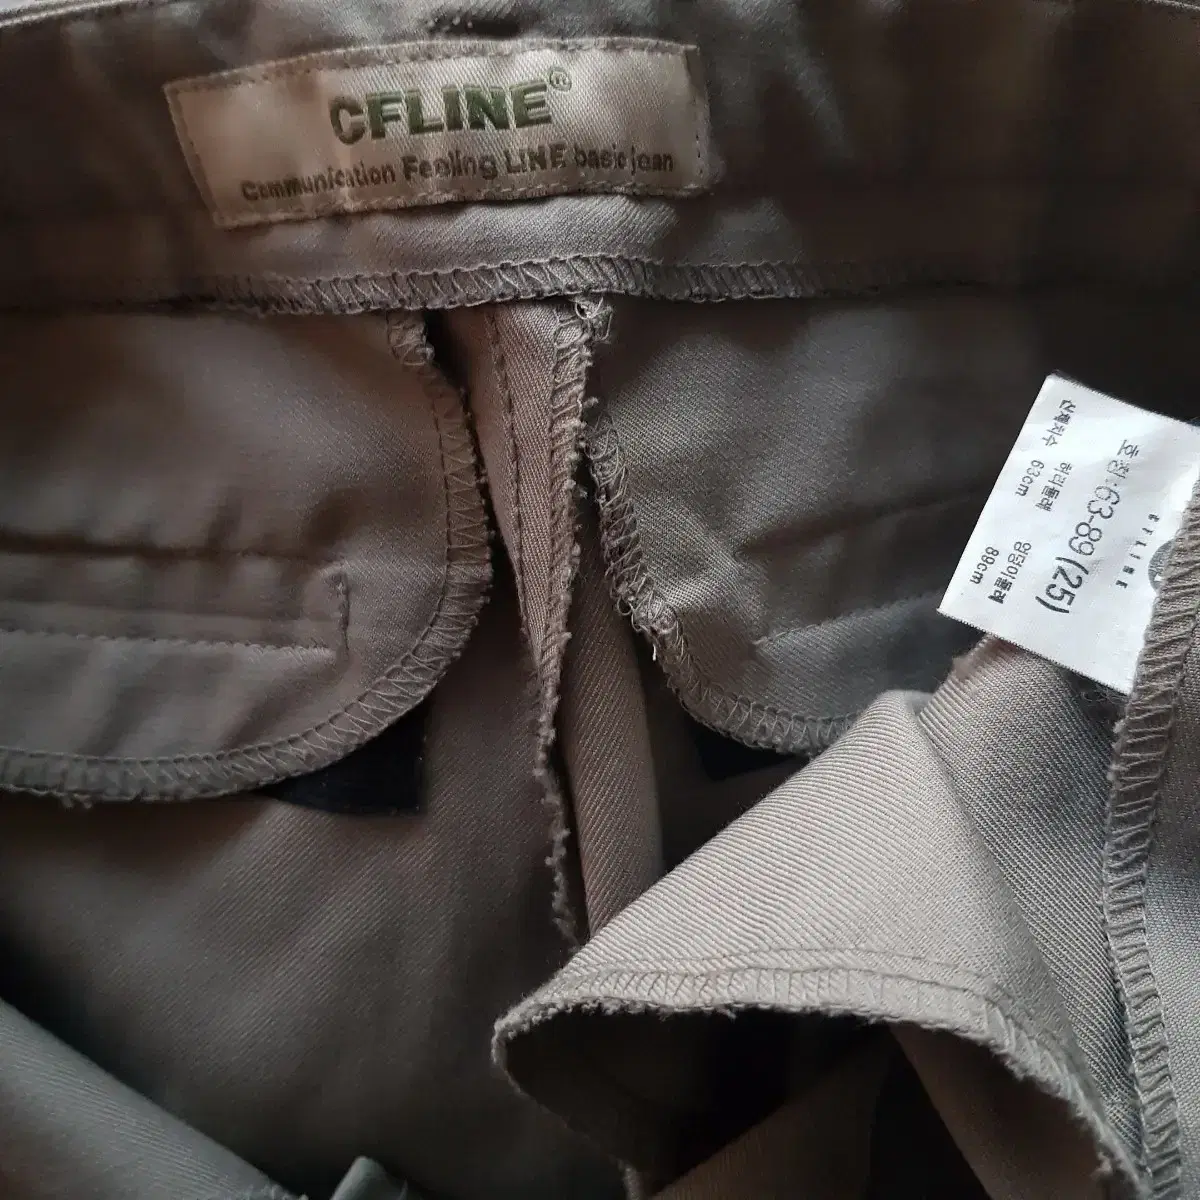 CFLINE®
Communication Feeling LINE basic jean
호칭:63-89(25)
신체치수 허리둘레 엉덩이둘레
63cm 89cm